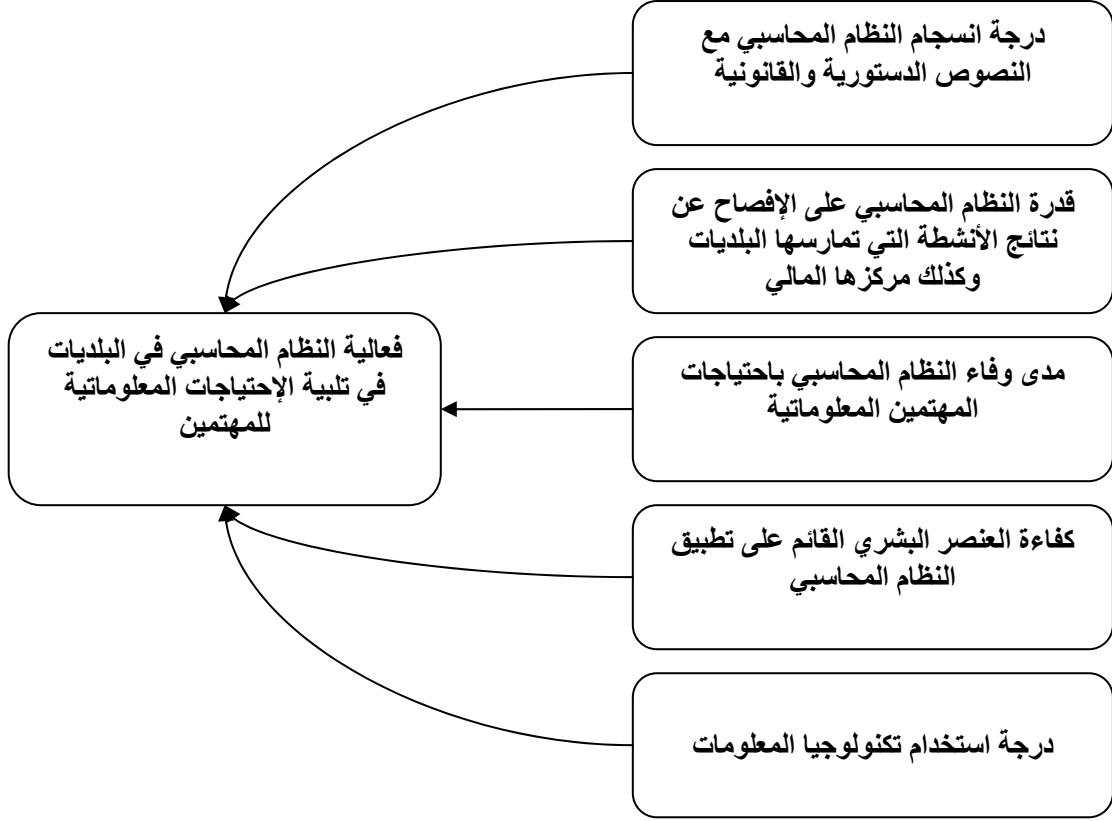 درجة انسجام النظام المحاسبي مع
النصوص الدستورية والقانونية
قدرة النظام المحاسبي على الإفصاح عن
نتائج الأنشطة التي تمارسها البلديات
وكذلك مركزها المالي
مدى وفاء النظام المحاسبي باحتياجات
المهتمين المعلوماتية
كفاءة العنصر البشري القائم على تطبيق
النظام المحاسبي
درجة استخدام تكنولوجيا المعلومات
فعالية النظام المحاسبي في البلديات
في تلبية الإحتياجات المعلوماتية
للمهتمين